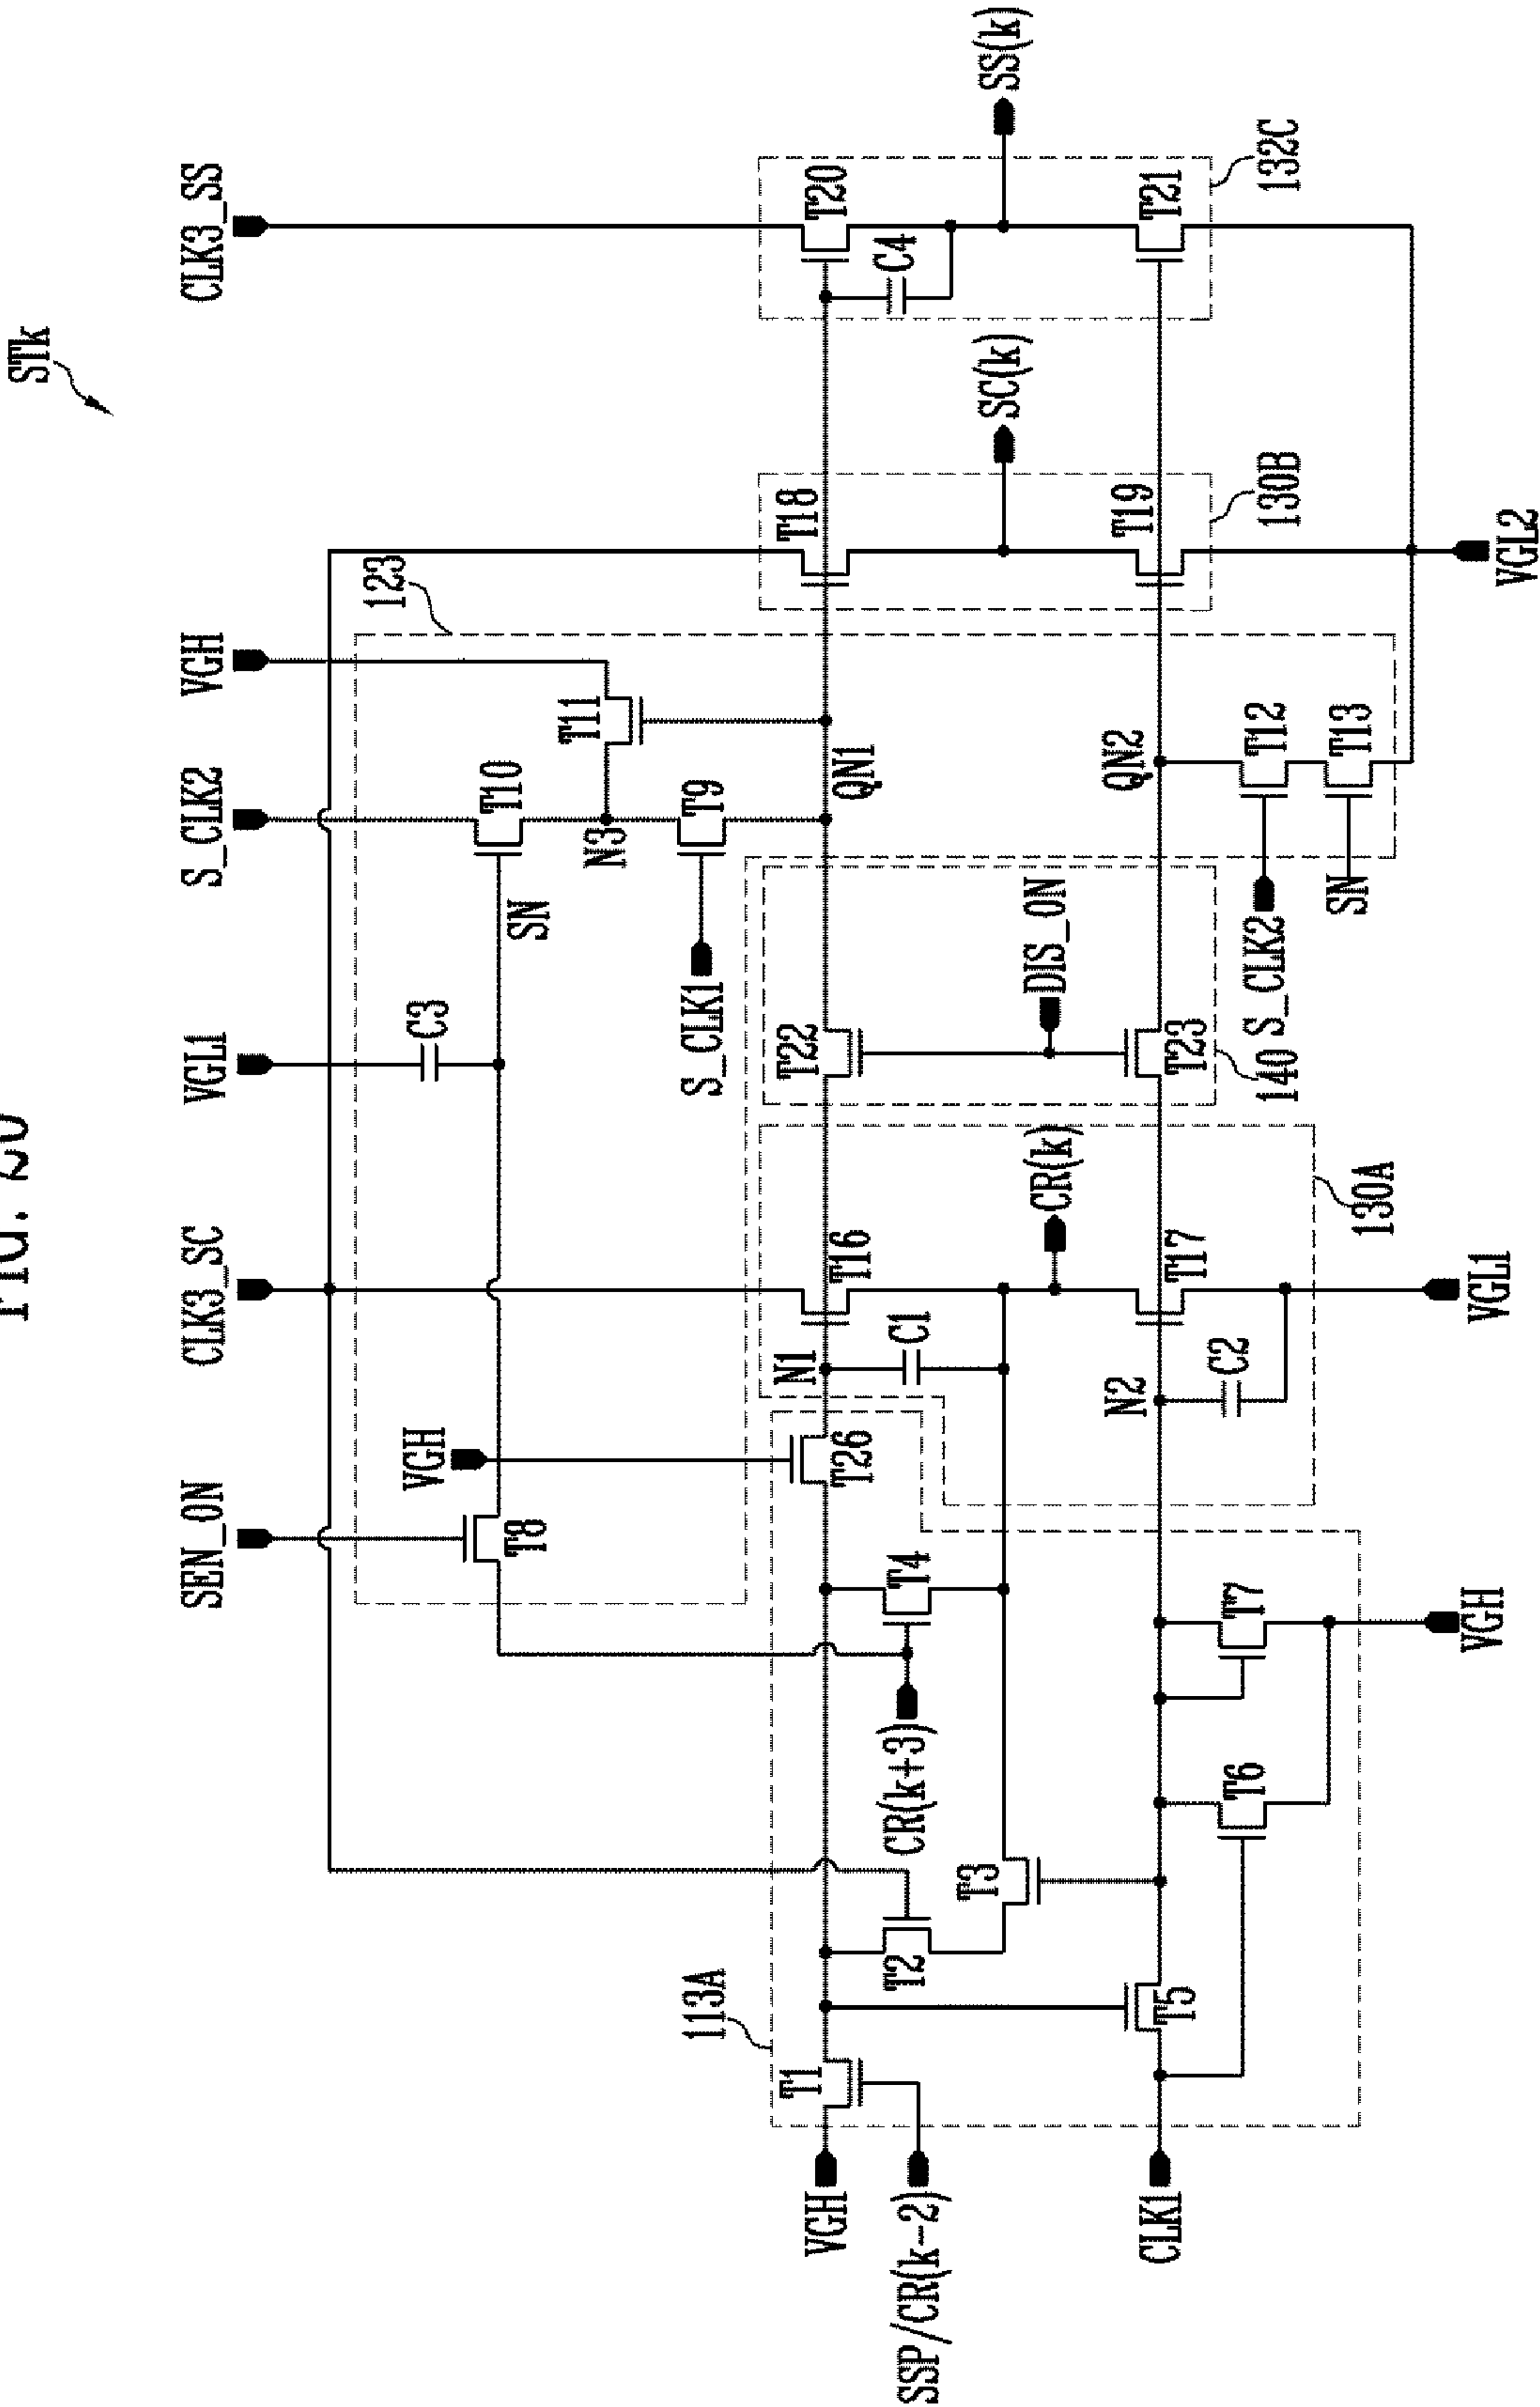 STk
CLK3_SS
VGH
S_CLK2
VGL1
CLK3_SC
SEN_ON
123
T11
T10
N3
T9
SN
C3
S_CLK1
VGH
T8
T20
C4
SS(k)
T21
132C
T18
SC(k)
T19
130B
QN1
QN2
T12
T13
S_CLK2
SN
T22
DIS_ON
T23
140
T16
N1
C1
CR(k)
T17
130A
N2
C2
T26
T4
CR(k+3)
T7
T6
T3
T2
T5
T1
113A
VGH
SSP/CR(k-2)
CLK1
VGH
VGL1
VGL2